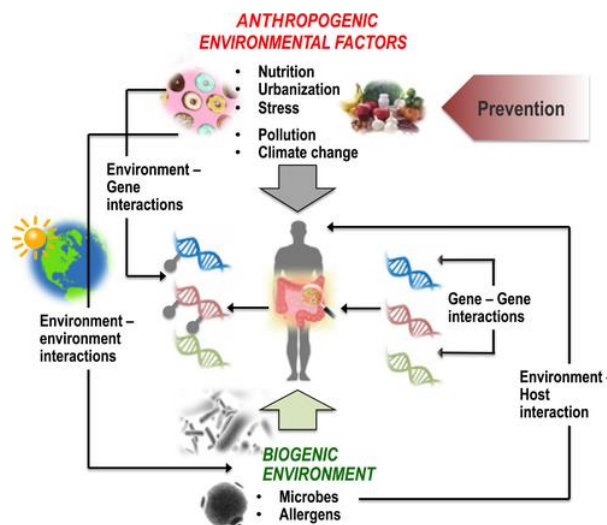 ANTHROPOGENIC
ENVIRONMENTAL FACTORS
• Nutrition
• Urbanization
• Stress
• Pollution
• Climate change
Prevention
Environment –
Gene
interactions
Gene – Gene
interactions
Environment –
environment
interactions
Environment -
Host
interaction
BIOGENIC
ENVIRONMENT
• Microbes
• Allergens